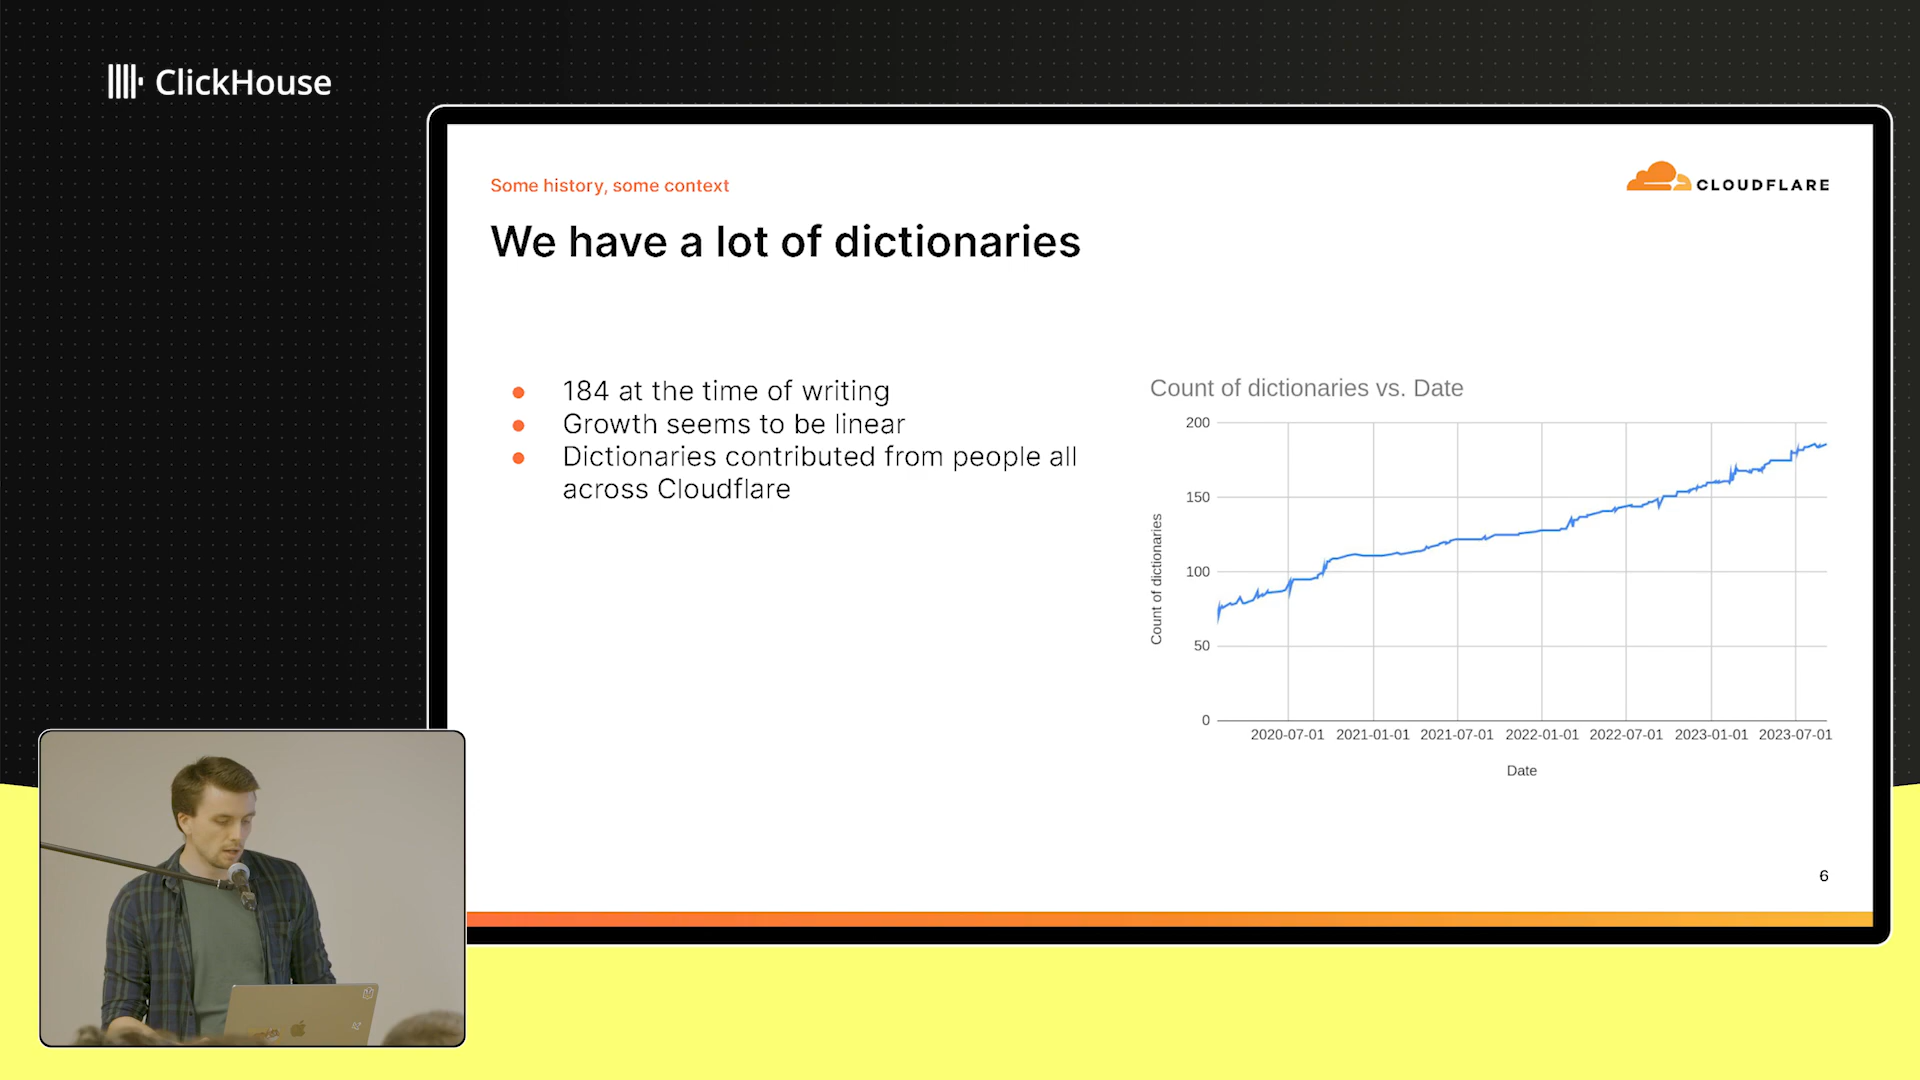 ClickHouse
Some history, some context
CLOUDFLARE
We have a lot of dictionaries
184 at the time of writing
Growth seems to be linear
Dictionaries contributed from people all
across Cloudflare
Count of dictionaries vs. Date
200
150
100
50
0
Count of dictionaries
2020-07-01 2021-01-01 2021-07-01 2022-01-01 2022-07-01 2023-01-01 2023-07-01
Date
6